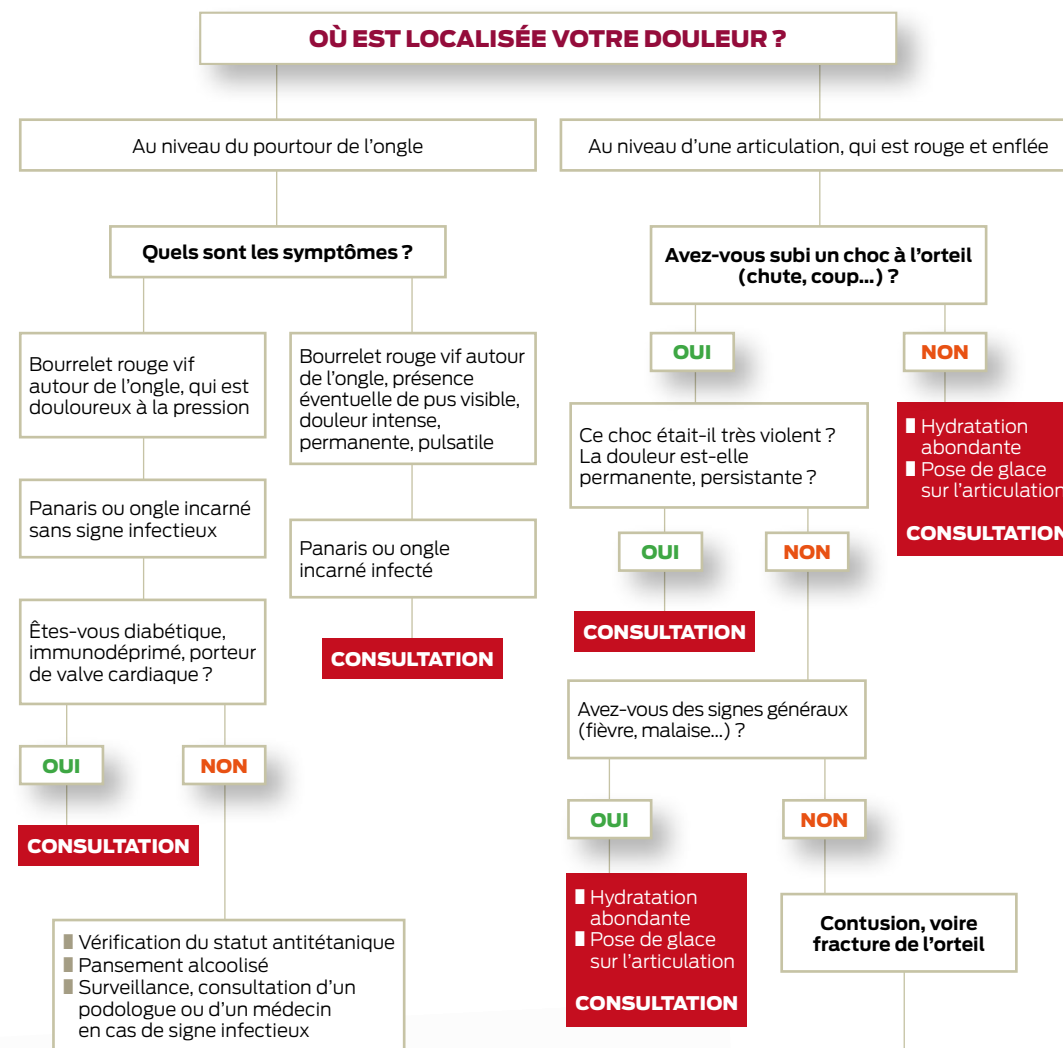 OÙ EST LOCALISÉE VOTRE DOULEUR ?
Au niveau du pourtour de l'ongle
Quels sont les symptômes ?
Bourrelet rouge vif
autour de l'ongle, qui est
douloureux à la pression
Panaris ou ongle incarné
sans signe infectieux
Êtes-vous diabétique,
immunodéprimé, porteur
de valve cardiaque ?
OUI
CONSULTATION
NON
Vérification du statut antitétanique
Pansement alcoolisé
Surveillance, consultation d'un
podologue ou d'un médecin
en cas de signe infectieux
Bourrelet rouge vif autour
de l'ongle, présence
éventuelle de pus visible,
douleur intense,
permanente, pulsatile
Panaris ou ongle
incarné infecté
CONSULTATION
Au niveau d'une articulation, qui est rouge et enflée
Avez-vous subi un choc à l'orteil
(chute, coup...) ?
OUI
Ce choc était-il très violent ?
La douleur est-elle
permanente, persistante ?
OUI
CONSULTATION
NON
Avez-vous des signes généraux
(fièvre, malaise...) ?
OUI
Hydratation
abondante
Pose de glace
sur l'articulation
CONSULTATION
NON
Contusion, voire
fracture de l'orteil
NON
Hydratation
abondante
Pose de glace
sur l'articulation
CONSULTATION